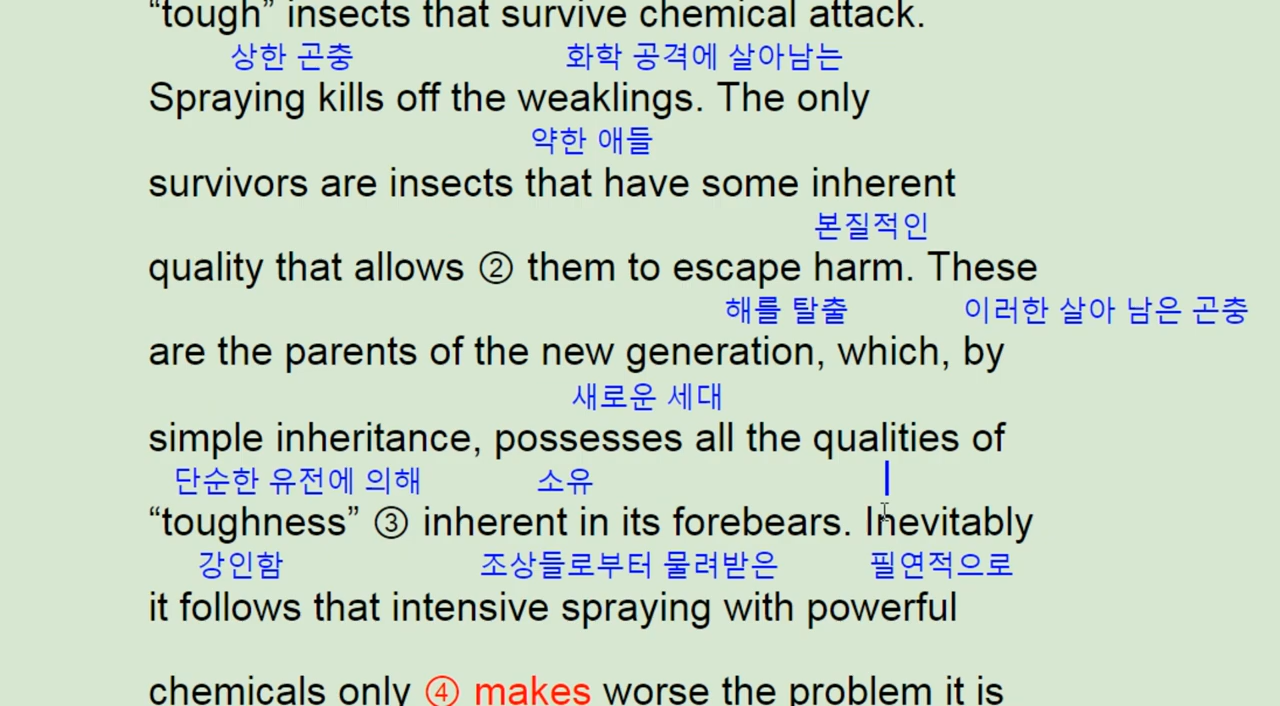 “tough” insects that survive chemical attack.
상한 곤충 화학 공격에 살아남는
Spraying kills off the weaklings. The only
약한 애들
survivors are insects that have some inherent
본질적인
quality that allows ② them to escape harm. These
해를 탈출 이러한 살아 남은 곤충
are the parents of the new generation, which, by
새로운 세대
simple inheritance, possesses all the qualities of
단순한 유전에 의해 소유
“toughness” ③ inherent in its forebears. Inevitably
강인함 조상들로부터 물려받은 필연적으로
it follows that intensive spraying with powerful
chemicals only ④ makes worse the problem it is